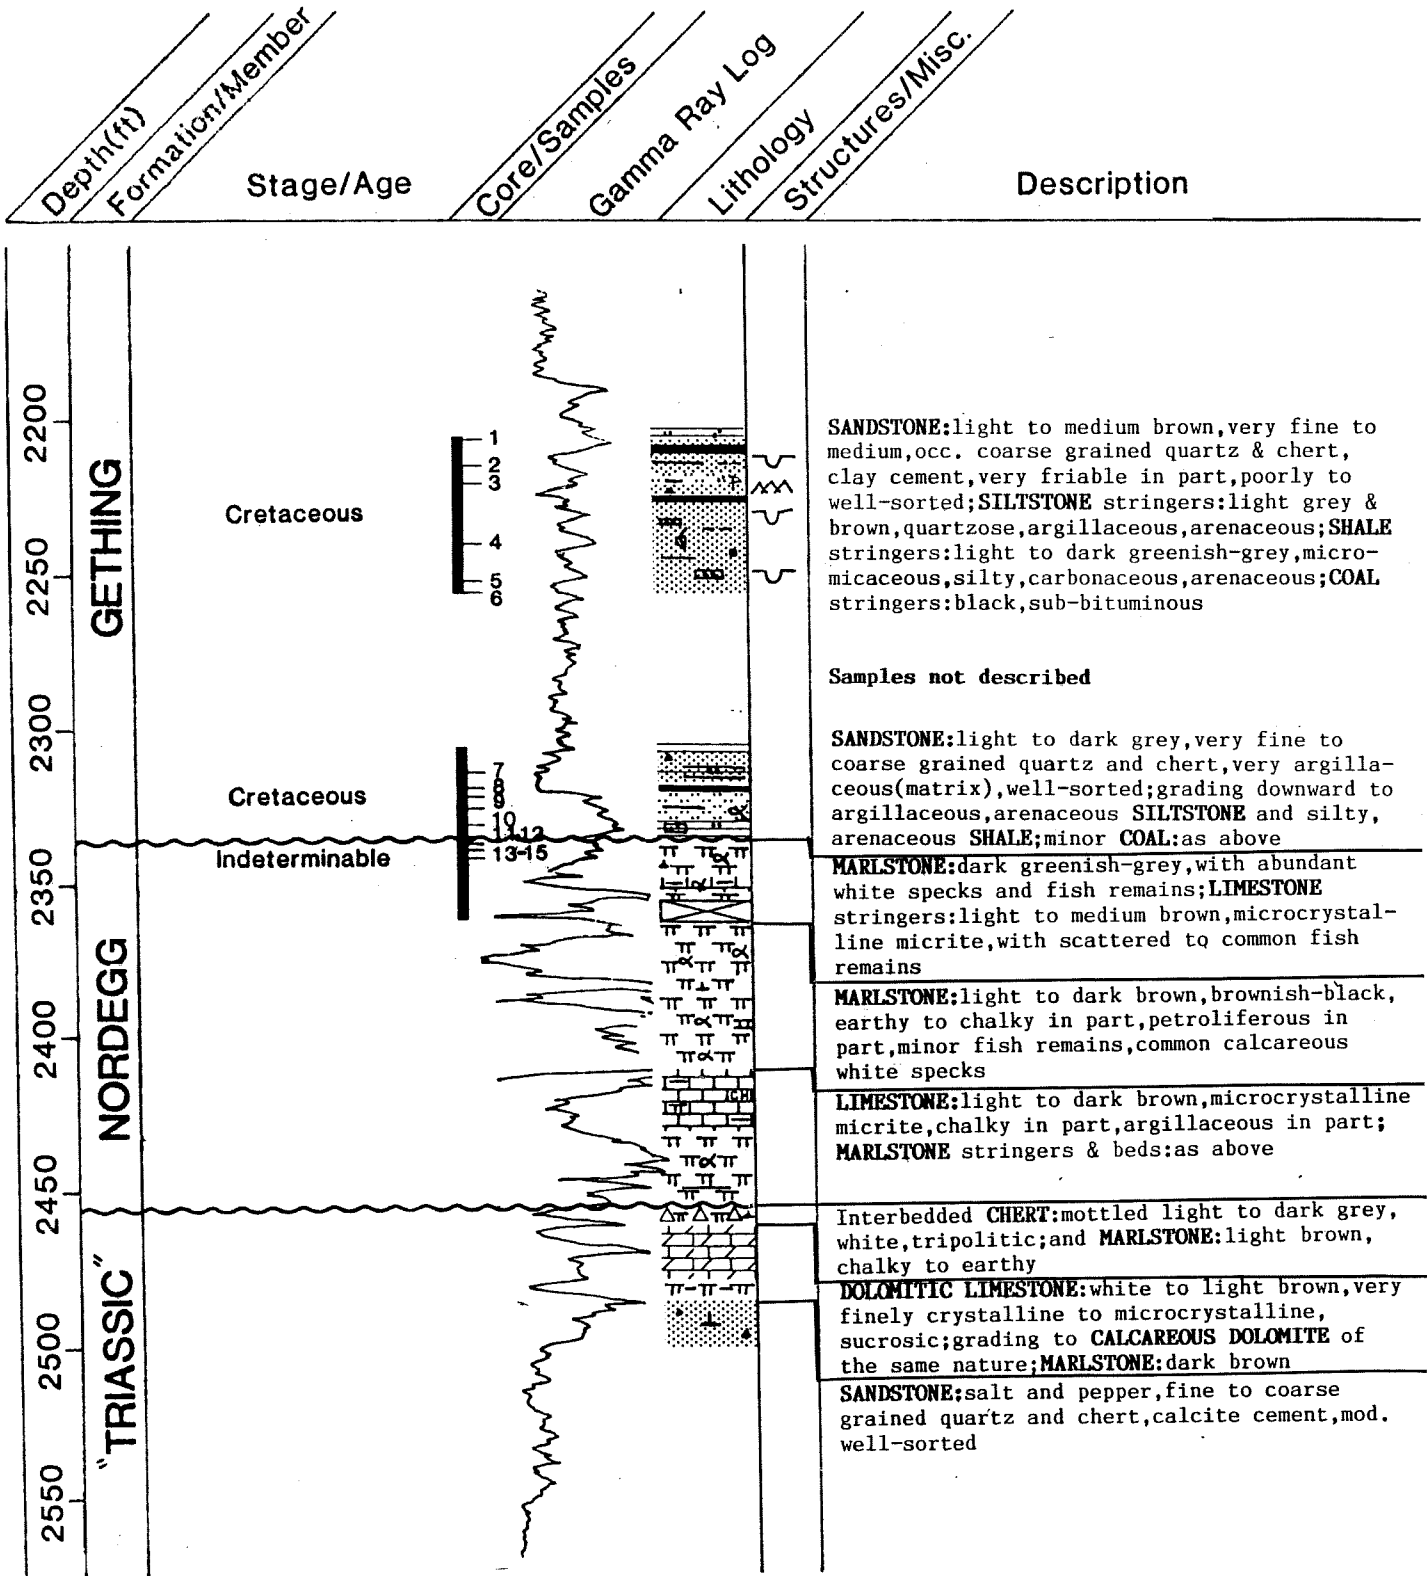 Depth(ft)
Formation/Member
Stage/Age
Core/Samples
Gamma Ray Log
Lithology
Structures/Misc.
Description
2200
2250
2300
2350
2400
2450
2500
2550
GETHING
NORDEGG
"TRIASSIC"
Cretaceous
Cretaceous
Indeterminable
1
2
3
4
5
6
7
8
9
10
11-12
13-15
SANDSTONE:light to medium brown,very fine to
medium,occ. coarse grained quartz & chert,
clay cement,very friable in part,poorly to
well-sorted;SILTSTONE stringers:light grey &
brown,quartzose,argillaceous,arenaceous;SHALE
stringers:light to dark greenish-grey,micro-
micaceous,silty,carbonaceous,arenaceous;COAL
stringers:black,sub-bituminous
Samples not described
SANDSTONE:light to dark grey,very fine to
coarse grained quartz and chert,very argilla-
ceous(matrix),well-sorted;grading downward to
argillaceous,arenaceous SILTSTONE and silty,
arenaceous SHALE;minor COAL:as above
MARLSTONE:dark greenish-grey,with abundant
white specks and fish remains;LIMESTONE
stringers:light to medium brown,microcrystal-
line micrite,with scattered to common fish
remains
MARLSTONE:light to dark brown,brownish-black,
earthy to chalky in part,petroliferous in
part,minor fish remains,common calcareous
white specks
LIMESTONE:light to dark brown,microcrystalline
micrite,chalky in part,argillaceous in part;
MARLSTONE stringers & beds:as above
Interbedded CHERT:mottled light to dark grey,
white,tripolitic;and MARLSTONE:light brown,
chalky to earthy
DOLOMITIC LIMESTONE:white to light brown,very
finely crystalline to microcrystalline,
sucrosic;grading to CALCAREOUS DOLOMITE of
the same nature;MARLSTONE:dark brown
SANDSTONE;salt and pepper,fine to coarse
grained quartz and chert,calcite cement,mod.
well-sorted